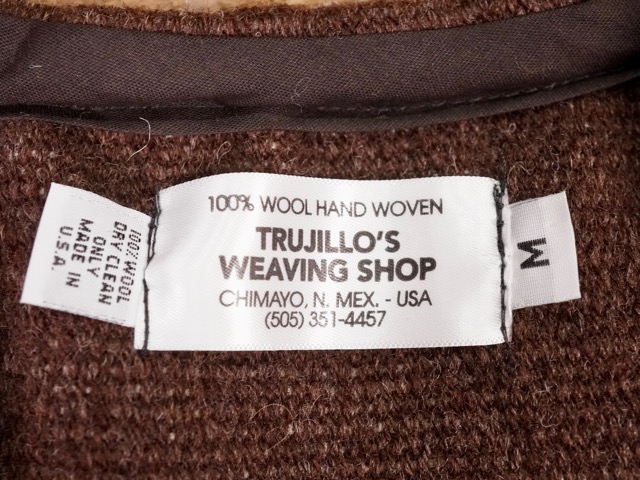 100% WOOL HAND WOVEN
TRUJILLO'S
WEAVING SHOP
CHIMAYO, N. MEX. - USA
(505) 351-4457
100% WOOL
DRY CLEAN
ONLY
MADE IN
U.S.A.
M